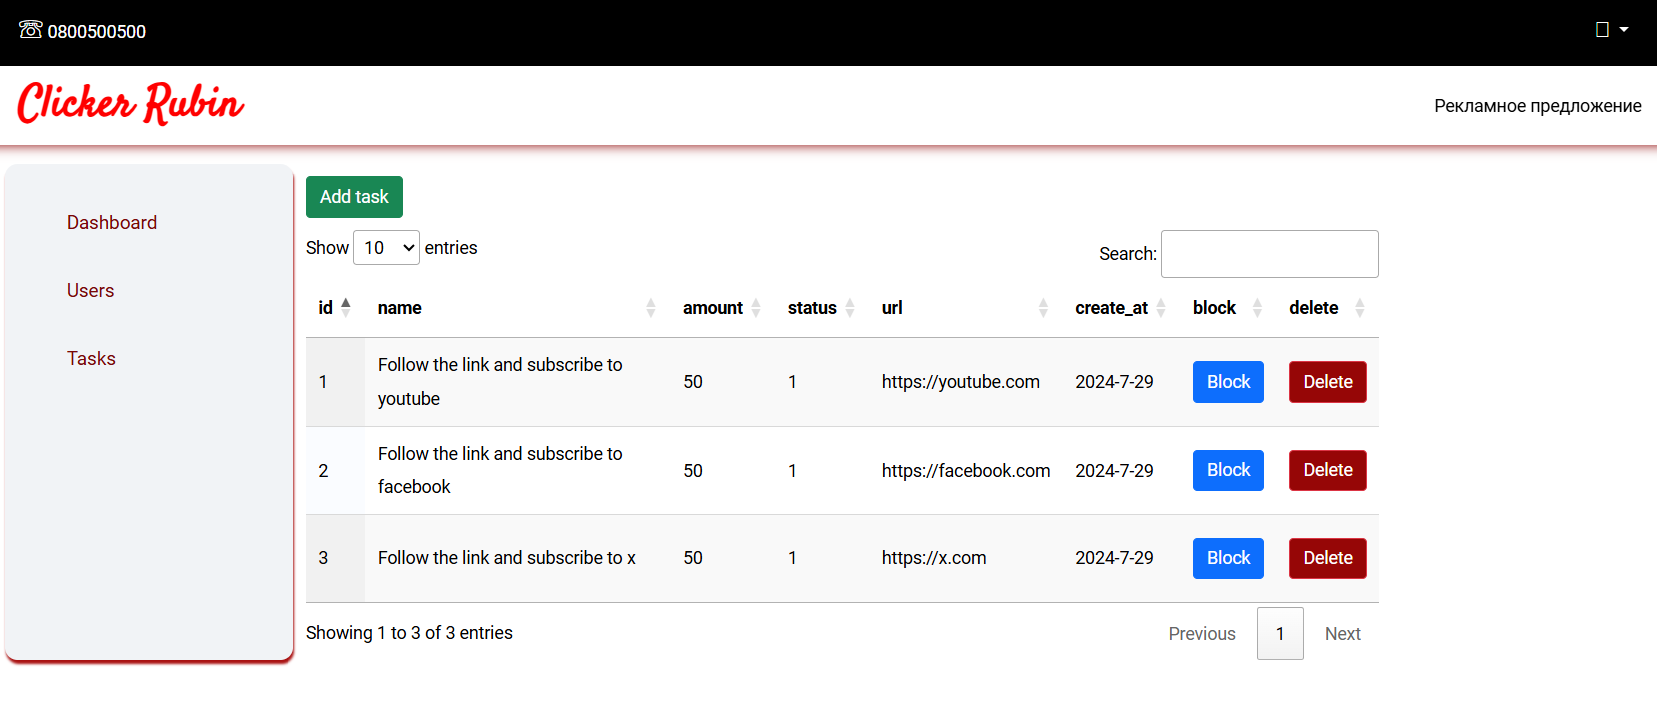 ☏ 0800500500
Clicker Rubin
Рекламное предложение
Dashboard
Users
Tasks
Add task
Show 10 entries
Search:
id name amount status url create_at block delete
1 Follow the link and subscribe to youtube 50 1 https://youtube.com 2024-7-29 Block Delete
2 Follow the link and subscribe to facebook 50 1 https://facebook.com 2024-7-29 Block Delete
3 Follow the link and subscribe to x 50 1 https://x.com 2024-7-29 Block Delete
Showing 1 to 3 of 3 entries
Previous 1 Next